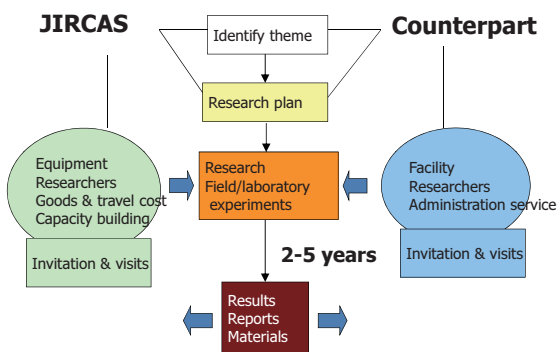 JIRCAS
Counterpart
Identify theme
Research plan
Equipment
Researchers
Goods & travel cost
Capacity building
Invitation & visits
Research
Field/laboratory
experiments
Facility
Researchers
Administration service
Invitation & visits
2-5 years
Results
Reports
Materials